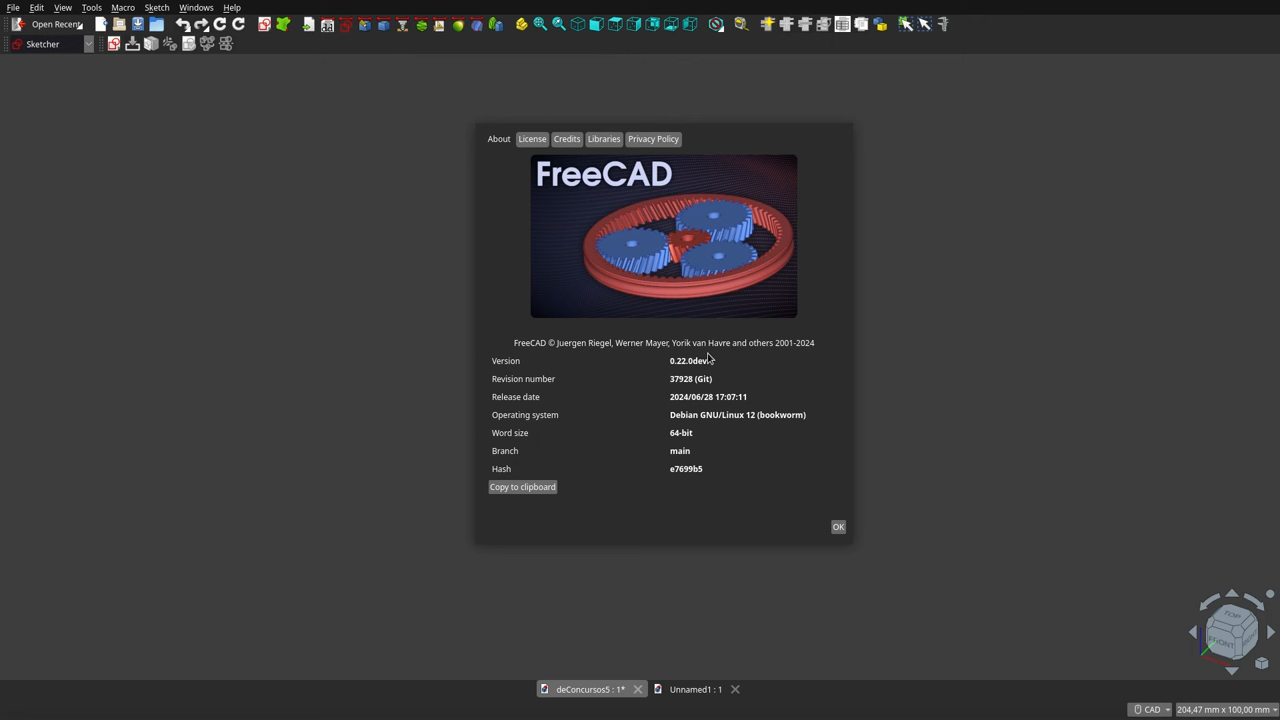 File Edit View Tools Macro Sketch Windows Help
Open Recent
Sketcher
About License Credits Libraries Privacy Policy
FreeCAD
FreeCAD © Juergen Riegel, Werner Mayer, Yorik van Havre and others 2001-2024
Version 0.22.0dev
Revision number 37928 (Git)
Release date 2024/06/28 17:07:11
Operating system Debian GNU/Linux 12 (bookworm)
Word size 64-bit
Branch main
Hash e7699b5
Copy to clipboard
OK
TOP
FRONT
deConcursos5 : 1* Unnamed1 : 1
CAD 204,47 mm x 100,00 mm